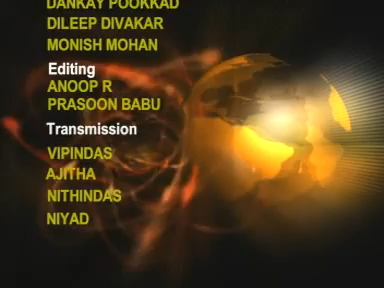 DANKAY POOKKAD
DILEEP DIVAKAR
MONISH MOHAN
Editing
ANOOP R
PRASOON BABU
Transmission
VIPINDAS
AJITHA
NITHINDAS
NIYAD